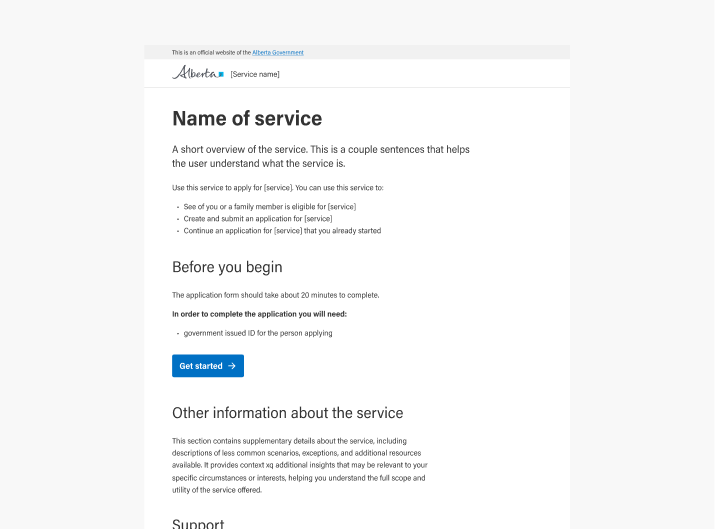 This is an official website of the Alberta Government
Alberta [Service name]
Name of service
A short overview of the service. This is a couple sentences that helps
the user understand what the service is.
Use this service to apply for [service]. You can use this service to:
- See of you or a family member is eligible for [service]
- Create and submit an application for [service]
- Continue an application for [service] that you already started
Before you begin
The application form should take about 20 minutes to complete.
In order to complete the application you will need:
- government issued ID for the person applying
Get started →
Other information about the service
This section contains supplementary details about the service, including
descriptions of less common scenarios, exceptions, and additional resources
available. It provides context xq additional insights that may be relevant to your
specific circumstances or interests, helping you understand the full scope and
utility of the service offered.
Support